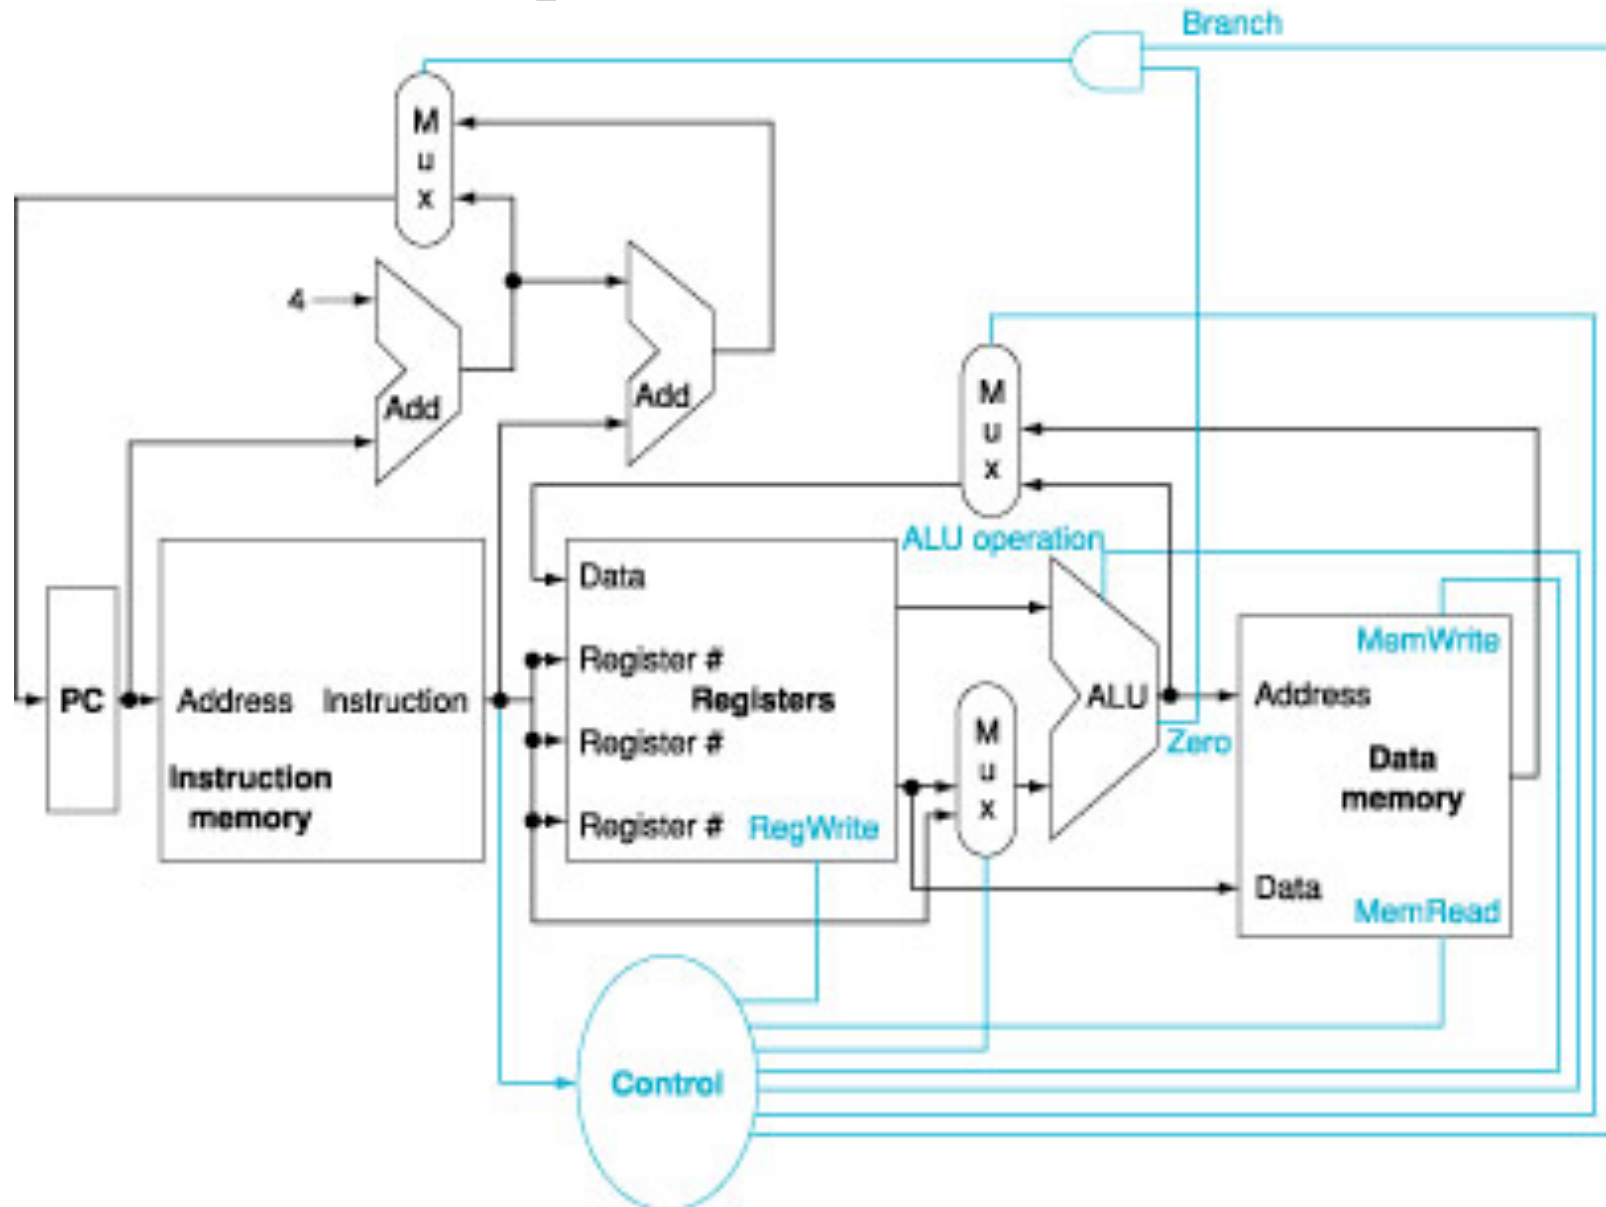 Branch
M
u
x
4
Add
Add
M
u
x
ALU operation
Data
MemWrite
Register #
PC
Address
Instruction
Registers
M
u
x
ALU
Address
Register #
Zero
Data
memory
Instruction
memory
Register #
RegWrite
Data
MemRead
Control